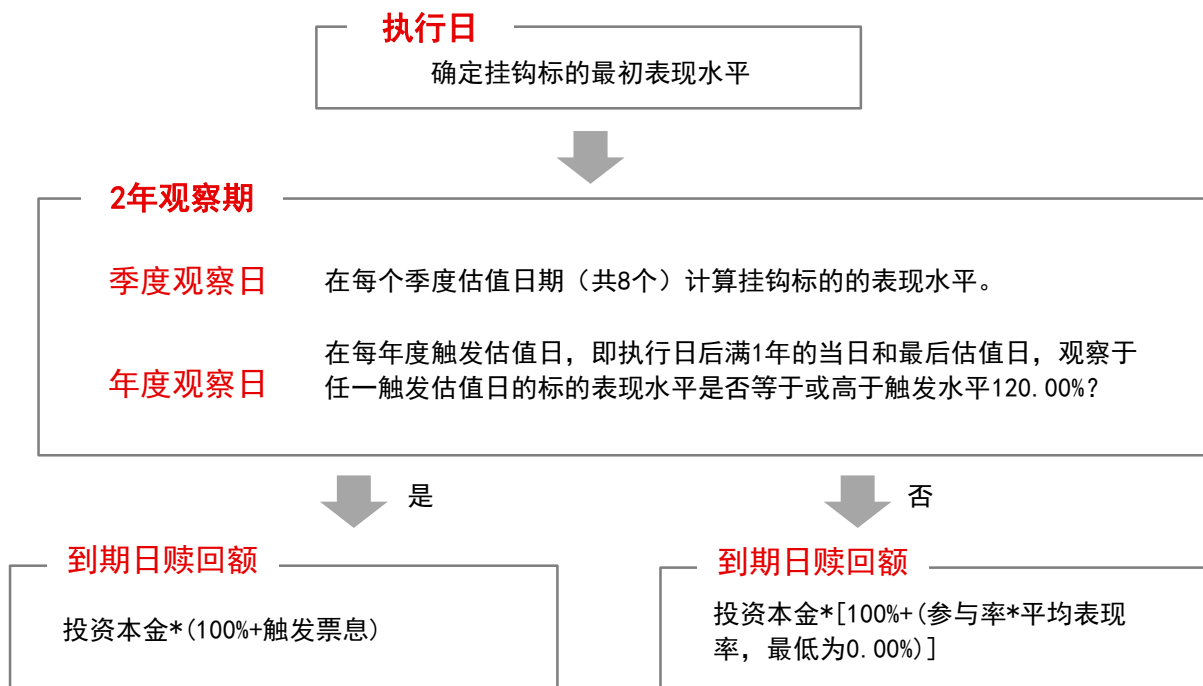 执行日
确定挂钩标的最初表现水平
2年观察期
季度观察日
在每个季度估值日期（共8个）计算挂钩标的的表现水平。
年度观察日
在每年度触发估值日，即执行日后满1年的当日和最后估值日，观察于
任一触发估值日的标的表现水平是否等于或高于触发水平120.00%?
是
否
到期日赎回额
投资本金*(100%+触发票息)
到期日赎回额
投资本金*[100%+(参与率*平均表现
率，最低为0.00%)]